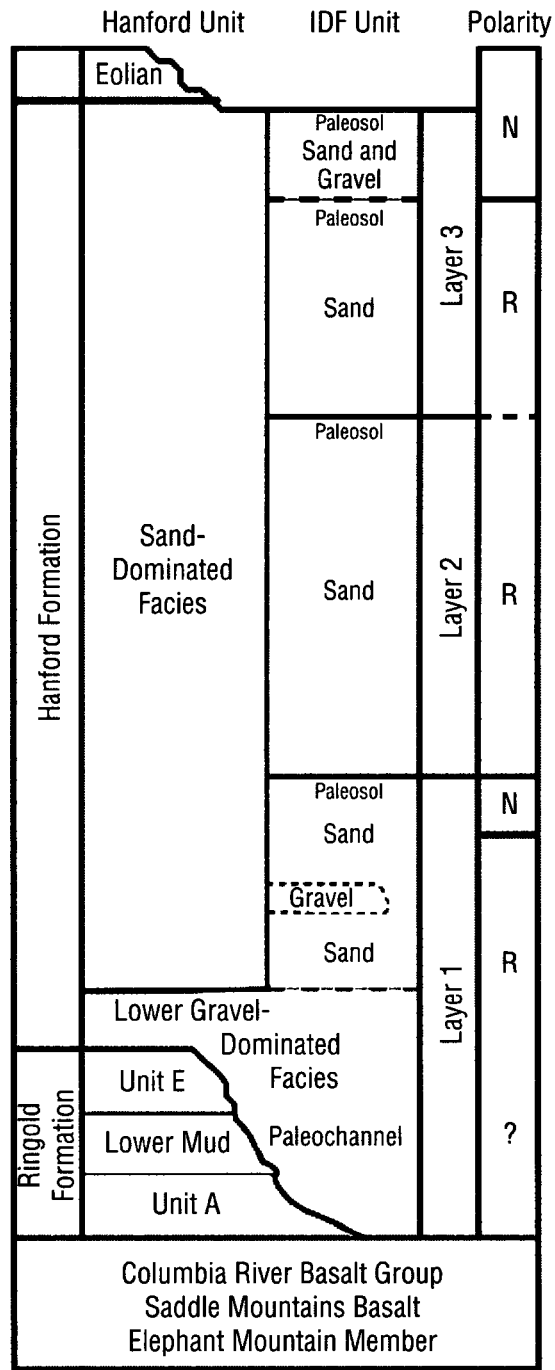 Hanford Unit
IDF Unit
Polarity
Eolian
Paleosol
Sand and
Gravel
N
Paleosol
Sand
Layer 3
R
Paleosol
Sand
Layer 2
R
Hanford Formation
Sand-
Dominated
Facies
Paleosol
Sand
N
Gravel
Sand
Layer 1
R
Lower Gravel-
Dominated
Facies
Ringold
Formation
Unit E
Lower Mud
Paleochannel
?
Unit A
Columbia River Basalt Group
Saddle Mountains Basalt
Elephant Mountain Member